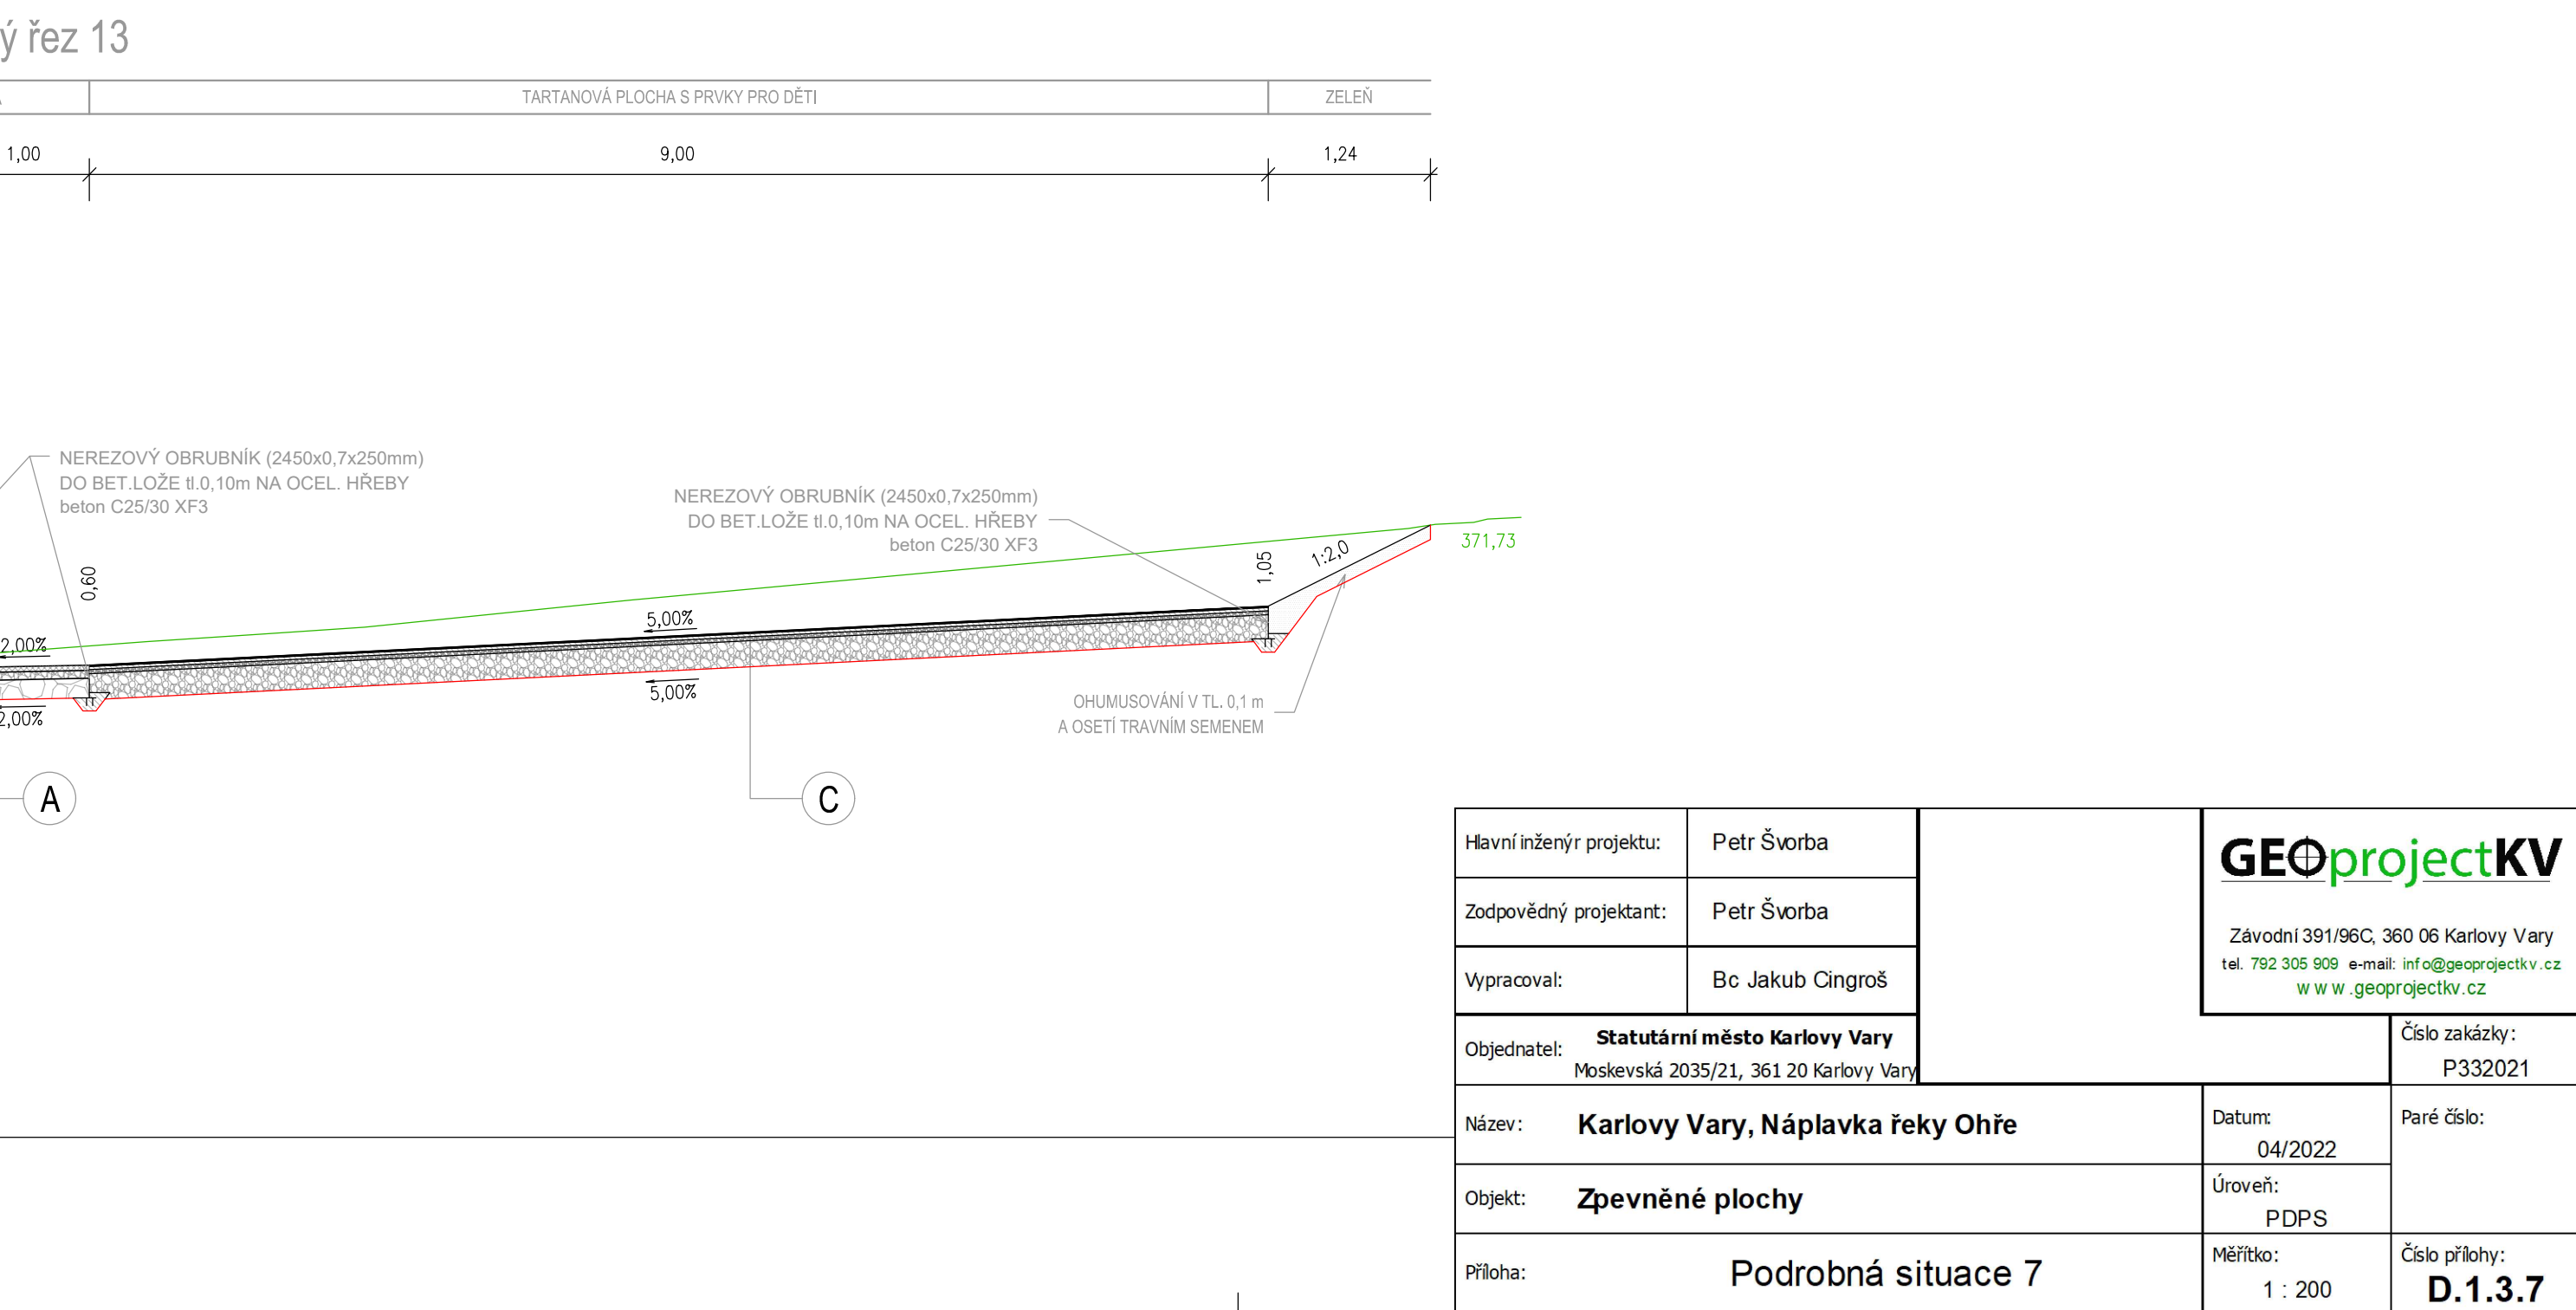 ý řez 13
TARTANOVÁ PLOCHA S PRVKY PRO DĚTI
ZELEŇ
1,00
9,00
1,24
NEREZOVÝ OBRUBNÍK (2450x0,7x250mm)
DO BET.LOŽE tl.0,10m NA OCEL. HŘEBY
beton C25/30 XF3
NEREZOVÝ OBRUBNÍK (2450x0,7x250mm)
DO BET.LOŽE tl.0,10m NA OCEL. HŘEBY
beton C25/30 XF3
0,60
1,05
1:2,0
371,73
2,00%
5,00%
2,00%
5,00%
OHUMUSOVÁNÍ V TL. 0,1 m
A OSETÍ TRAVNÍM SEMENEM
A
C
Hlavní inženýr projektu: Petr Švorba
Zodpovědný projektant: Petr Švorba
Vypracoval: Bc Jakub Cingroš
Objednatel: Statutární město Karlovy Vary
Moskevská 2035/21, 361 20 Karlovy Vary
GEOprojectKV
Závodní 391/96C, 360 06 Karlovy Vary
tel. 792 305 909 e-mail: info@geoprojectkv.cz
www.geoprojectkv.cz
Číslo zakázky:
P332021
Název: Karlovy Vary, Náplavka řeky Ohře
Datum:
04/2022
Paré číslo:
Objekt: Zpevněné plochy
Úroveň:
PDPS
Příloha: Podrobná situace 7
Měřítko:
1 : 200
Číslo přílohy:
D.1.3.7